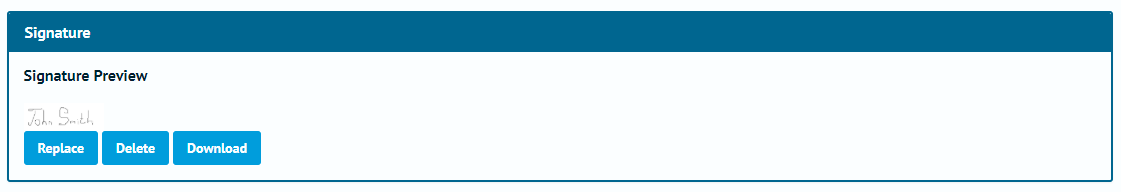 Signature
Signature Preview
John Smith
Replace Delete Download